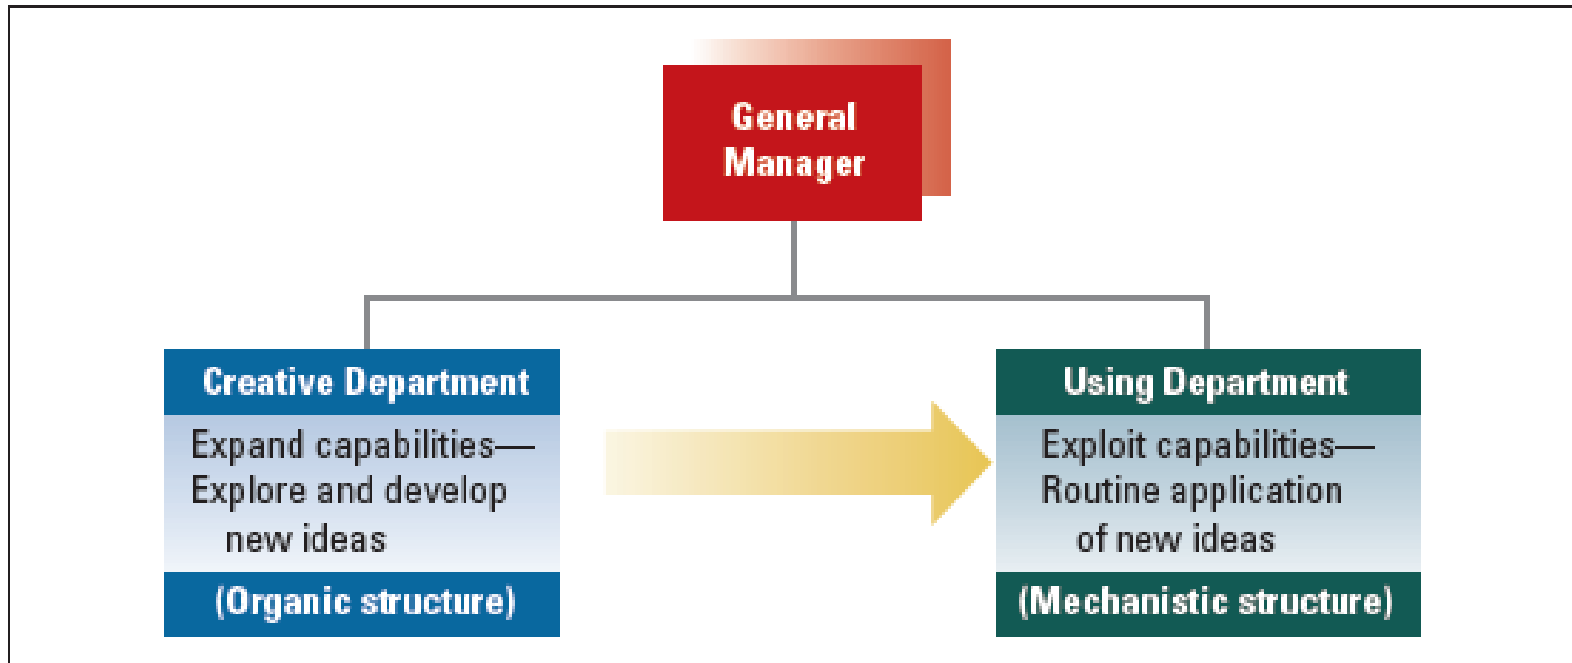 General
Manager
Creative Department
Expand capabilities—
Explore and develop
new ideas
(Organic structure)
Using Department
Exploit capabilities—
Routine application
of new ideas
(Mechanistic structure)